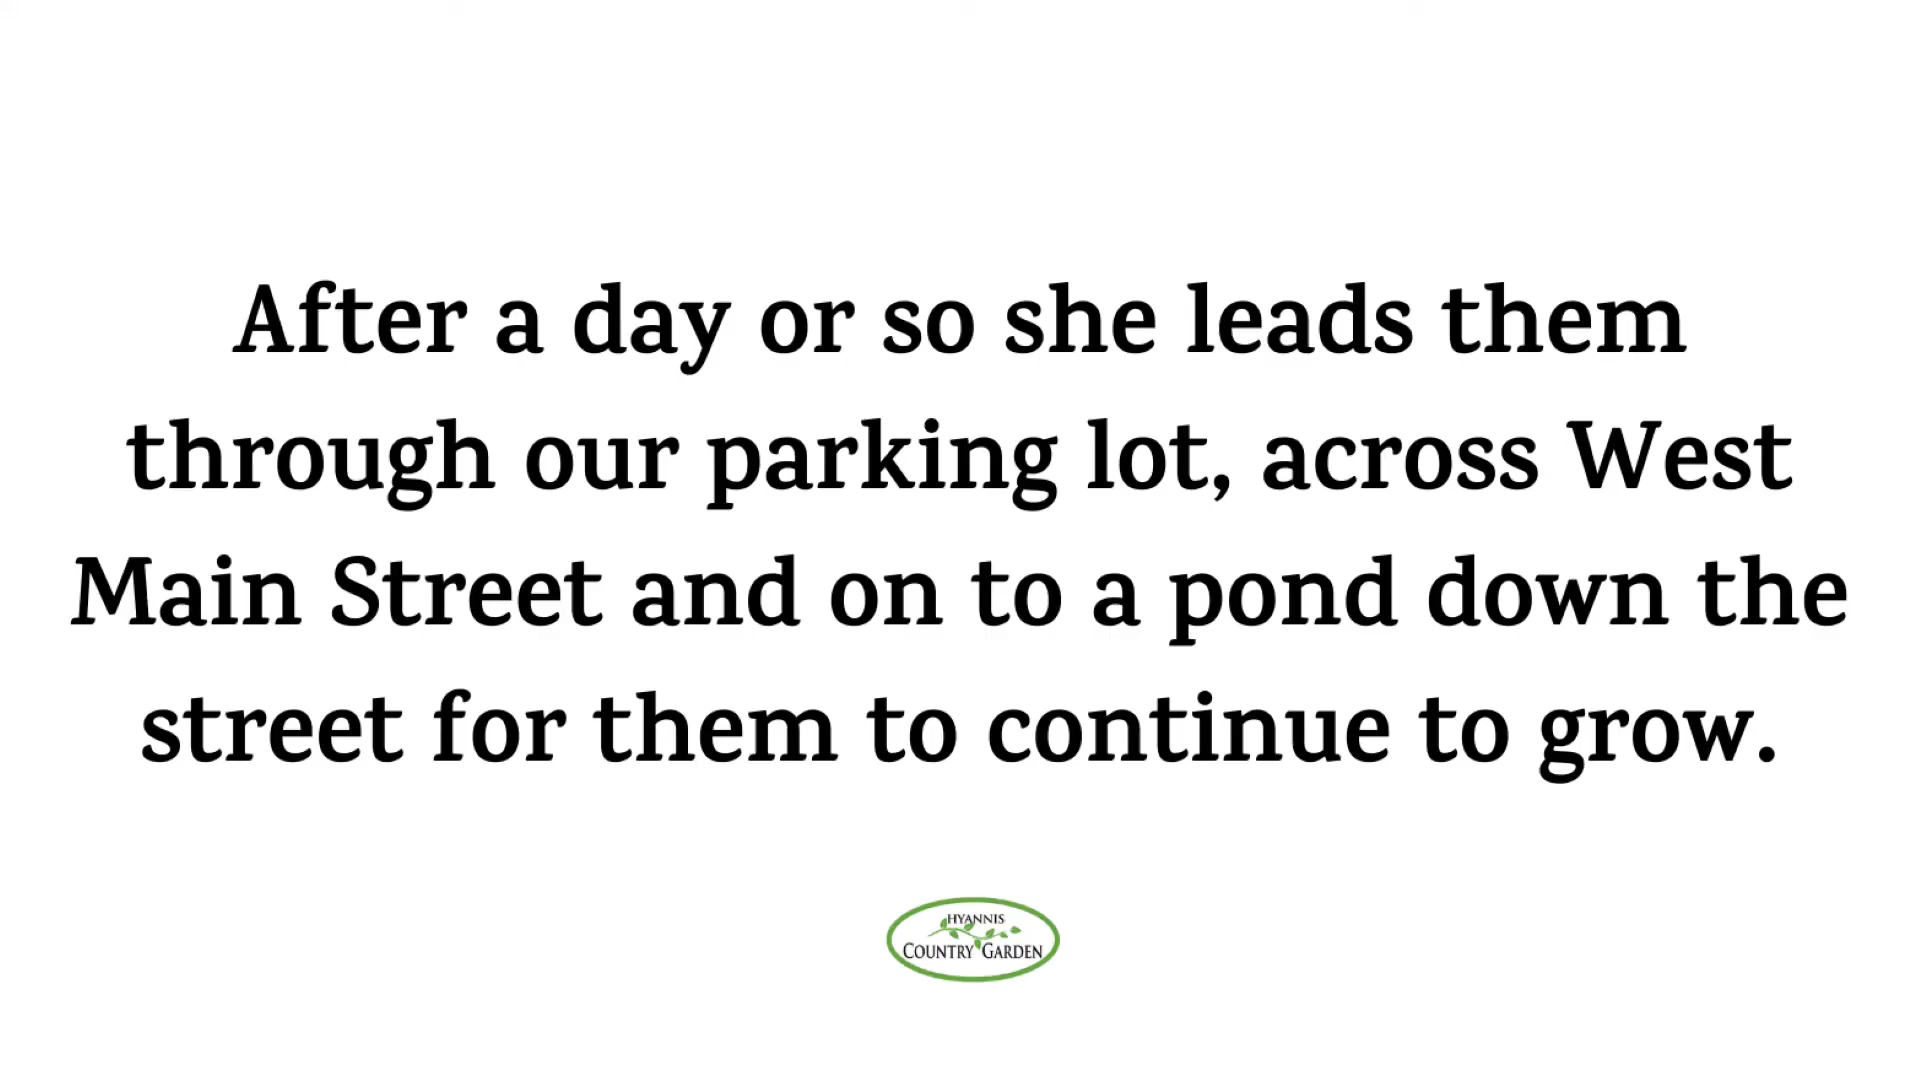 After a day or so she leads them
through our parking lot, across West
Main Street and on to a pond down the
street for them to continue to grow.
HYANNIS
COUNTRY GARDEN